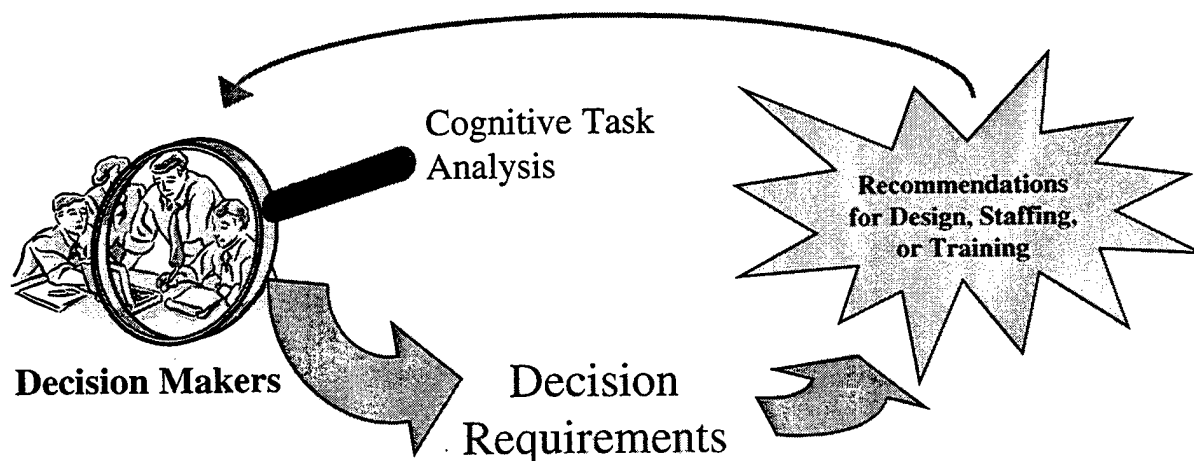 Cognitive Task
Analysis
Recommendations
for Design, Staffing,
or Training
Decision Makers
Decision
Requirements